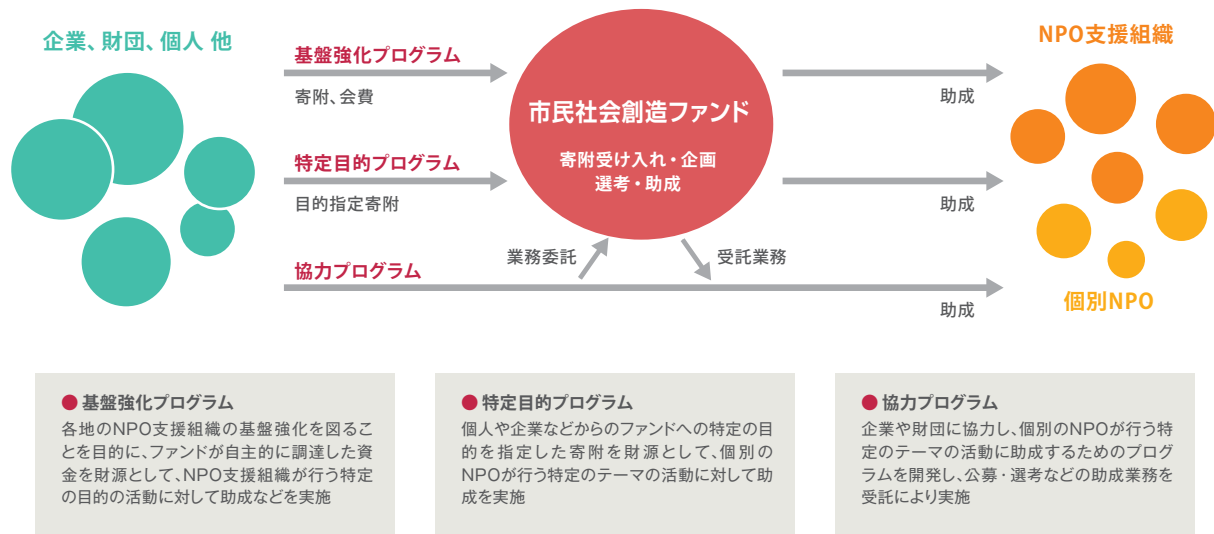 企業、財団、個人 他
基盤強化プログラム
寄附、会費
特定目的プログラム
目的指定寄附
協力プログラム
市民社会創造ファンド
寄附受け入れ・企画
選考・助成
業務委託
受託業務
助成
助成
助成
NPO支援組織
個別NPO
● 基盤強化プログラム
各地のNPO支援組織の基盤強化を図るこ
とを目的に、ファンドが自主的に調達した資
金を財源として、NPO支援組織が行う特定
の目的の活動に対して助成などを実施
● 特定目的プログラム
個人や企業などからのファンドへの特定の目
的を指定した寄附を財源として、個別の
NPOが行う特定のテーマの活動に対して助
成を実施
● 協力プログラム
企業や財団に協力し、個別のNPOが行う特
定のテーマの活動に助成するためのプログ
ラムを開発し、公募・選考などの助成業務を
受託により実施